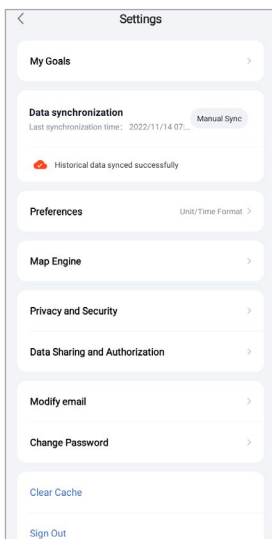 Settings
My Goals
Data synchronization
Last synchronization time: 2022/11/14 07:...
Manual Sync
Historical data synced successfully
Preferences
Unit/Time Format
Map Engine
Privacy and Security
Data Sharing and Authorization
Modify email
Change Password
Clear Cache
Sign Out